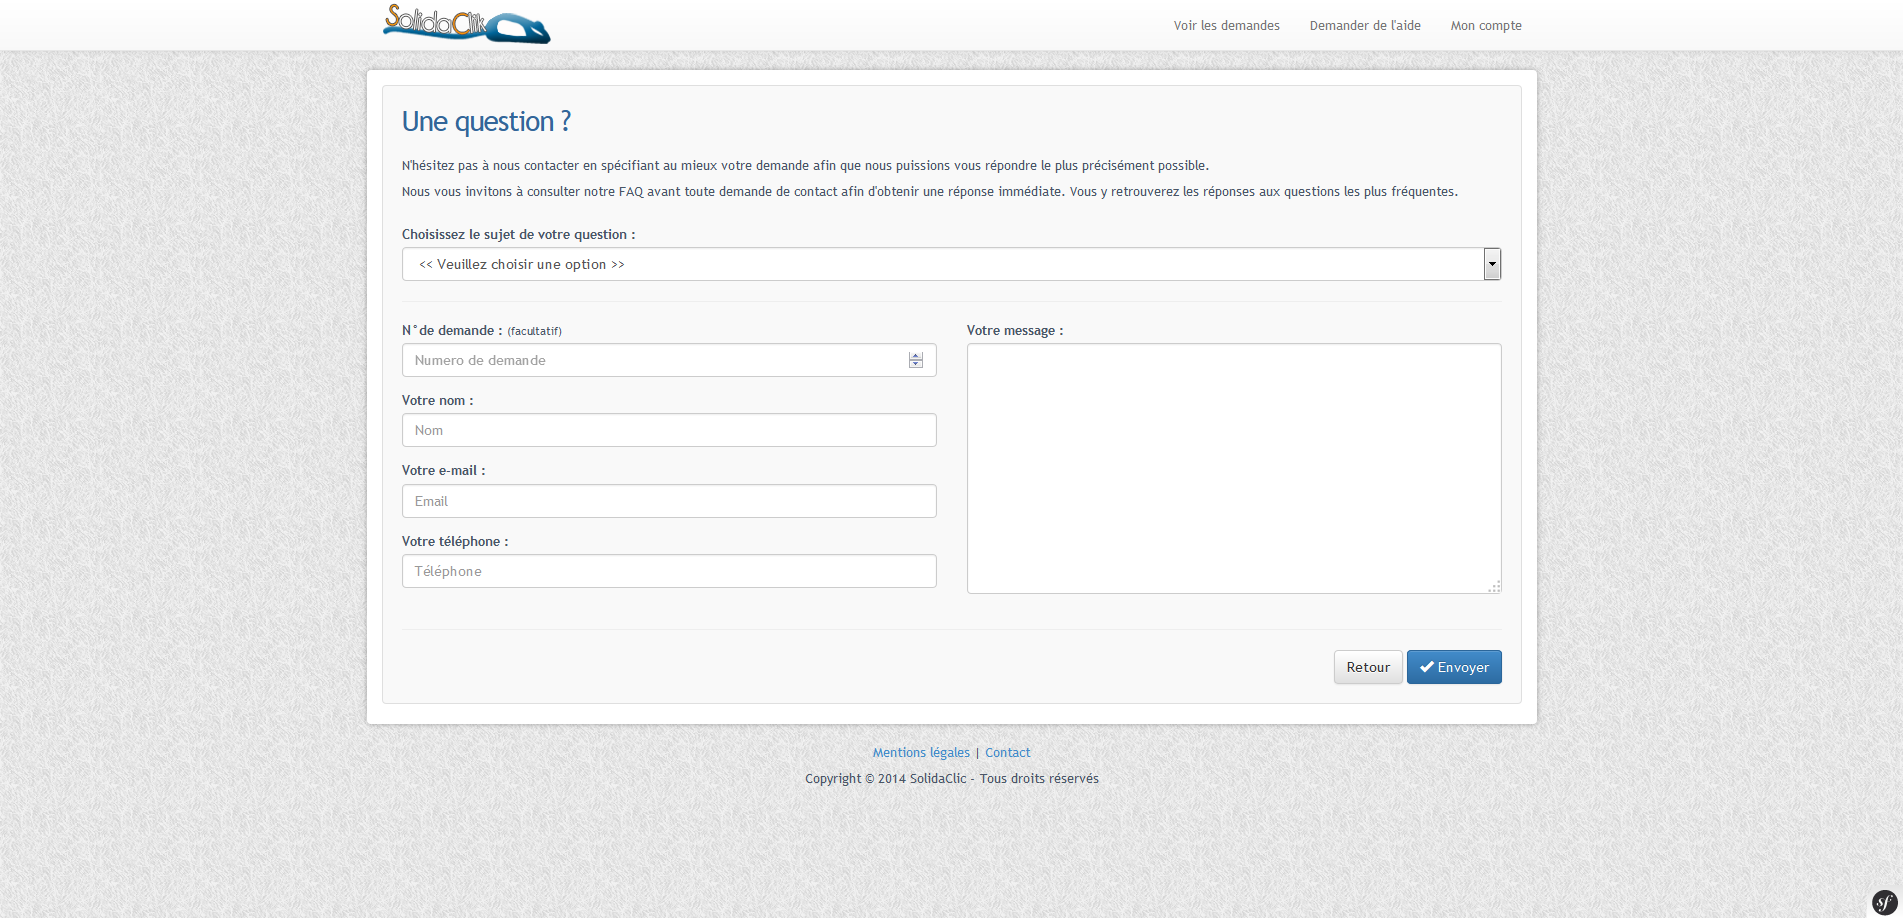 SolidaClik
Voir les demandes Demander de l'aide Mon compte
Une question ?
N'hésitez pas à nous contacter en spécifiant au mieux votre demande afin que nous puissions vous répondre le plus précisément possible.
Nous vous invitons à consulter notre FAQ avant toute demande de contact afin d'obtenir une réponse immédiate. Vous y retrouverez les réponses aux questions les plus fréquentes.
Choisissez le sujet de votre question :
<< Veuillez choisir une option >>
N°de demande : (facultatif)
Numero de demande
Votre nom :
Nom
Votre e-mail :
Email
Votre téléphone :
Téléphone
Votre message :
Retour
Envoyer
Mentions légales | Contact
Copyright © 2014 SolidaClic - Tous droits réservés
sf